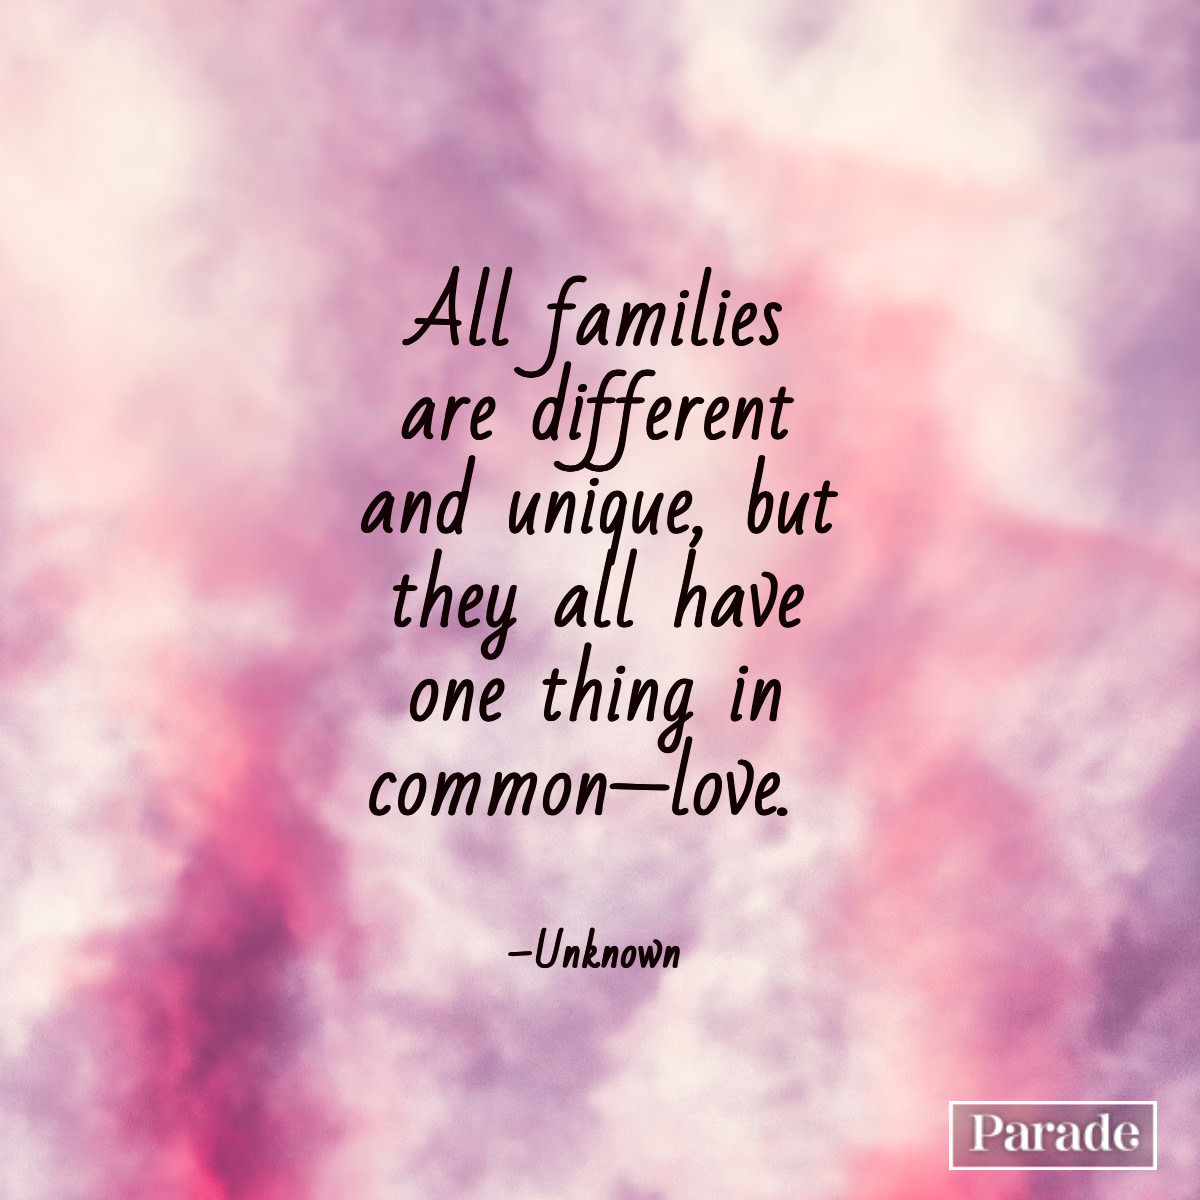 All families
are different
and unique, but
they all have
one thing in
common—love.
—Unknown
Parade